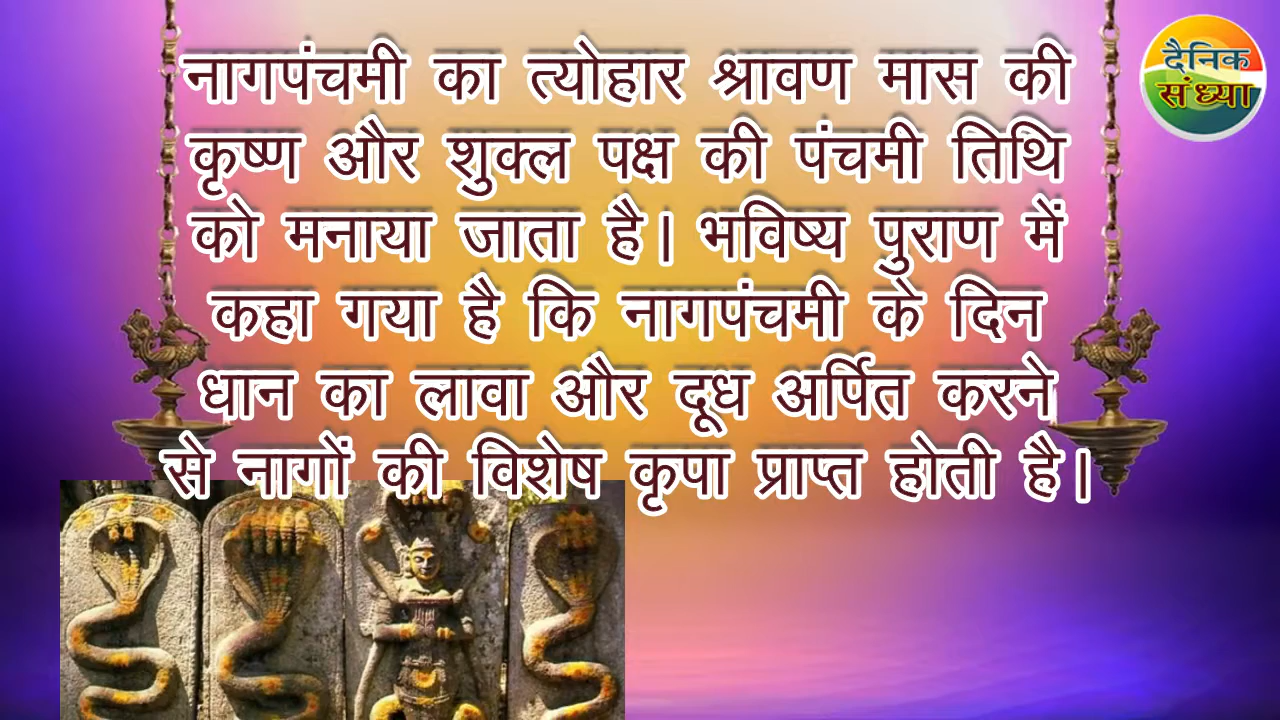 नागपंचमी का त्योहार श्रावण मास की
कृष्ण और शुक्ल पक्ष की पंचमी तिथि
को मनाया जाता है। भविष्य पुराण में
कहा गया है कि नागपंचमी के दिन
धान का लावा और दूध अर्पित करने
से नागों की विशेष कृपा प्राप्त होती है।
दैनिक
संध्या